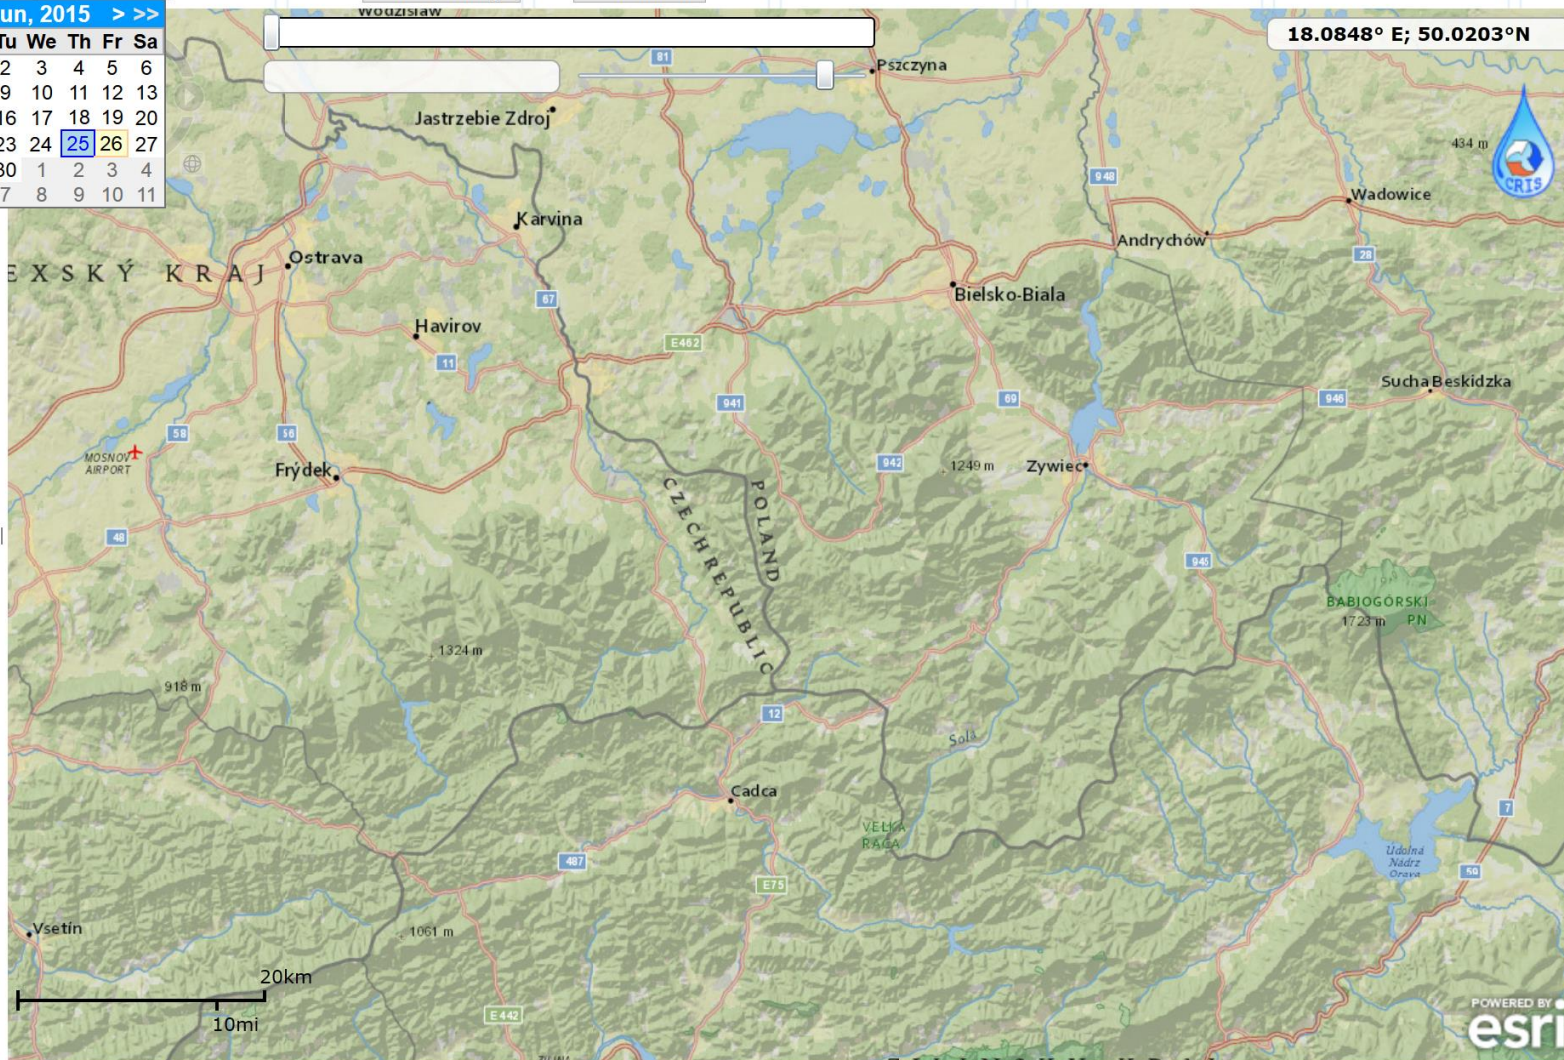 un, 2015 > >>
Tu We Th Fr Sa
2 3 4 5 6
9 10 11 12 13
16 17 18 19 20
23 24 25 26 27
30 1 2 3 4
7 8 9 10 11
Wodzisław
18.0848° E; 50.0203°N
81
Pszczyna
Jastrzebie Zdroj
434 m
CRIS
948
Wadowice
Karvina
Andrychów
Ostrava
EXSKÝ KRAJ
28
67
Bielsko-Biala
Havirov
E462
11
Sucha Beskidzka
941
69
946
58
56
MOSNOV
AIRPORT
Frýdek
942
1249 m
Zywiec
POLAND
CZECH REPUBLIC
48
945
BABIOGÓRSKI
PN
1723 m
1324 m
918 m
12
Sola
Cadca
7
VELKA
RACA
487
Údolná
Nádrz
Orava
59
E75
Vsetín
1061 m
20km
10mi
E442
POWERED BY
esri